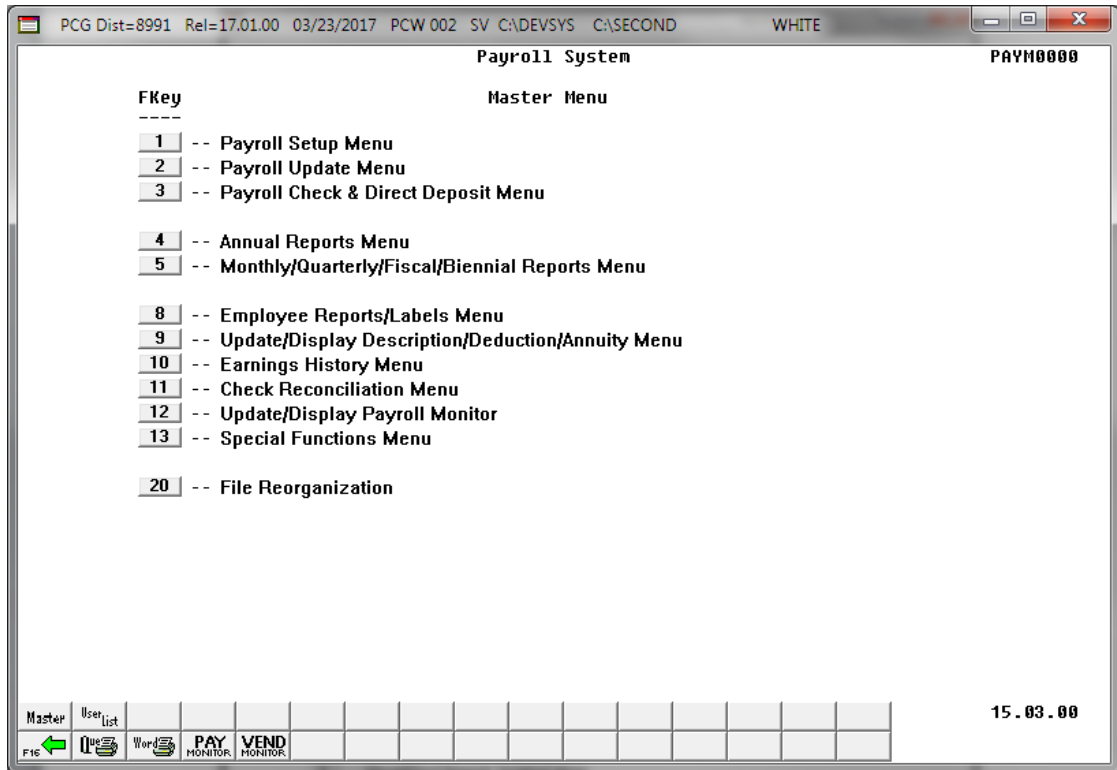 PCG Dist=8991 Rel=17.01.00 03/23/2017 PCW 002 SV C:\DEVSYS C:\SECOND WHITE
Payroll System PAYM0000
FKey Master Menu
----
1 -- Payroll Setup Menu
2 -- Payroll Update Menu
3 -- Payroll Check & Direct Deposit Menu
4 -- Annual Reports Menu
5 -- Monthly/Quarterly/Fiscal/Biennial Reports Menu
8 -- Employee Reports/Labels Menu
9 -- Update/Display Description/Deduction/Annuity Menu
10 -- Earnings History Menu
11 -- Check Reconciliation Menu
12 -- Update/Display Payroll Monitor
13 -- Special Functions Menu
20 -- File Reorganization
Master User List 15.03.00
F16 Que Word PAY MONITOR VEND MONITOR